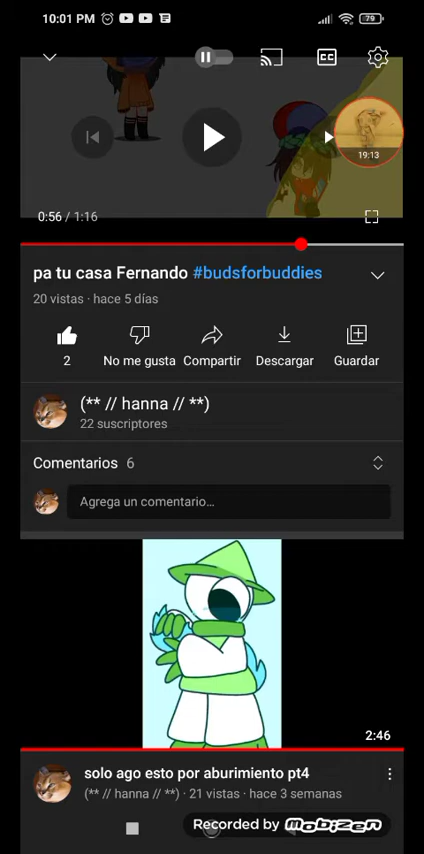 10:01 PM
79
CC
19:13
0:56 / 1:16
pa tu casa Fernando #budsforbuddies
20 vistas · hace 5 días
2
No me gusta
Compartir
Descargar
Guardar
(** // hanna // **)
22 suscriptores
Comentarios 6
Agrega un comentario...
2:46
solo ago esto por aburimiento pt4
(** // hanna // **) · 21 vistas · hace 3 semanas
Recorded by MOBIZEN